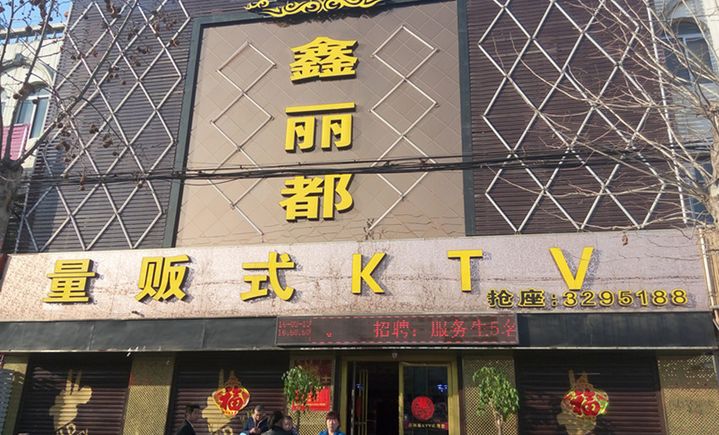 鑫丽都
量贩式KTV
抢座:3295188
招聘：服务生5名
福
福